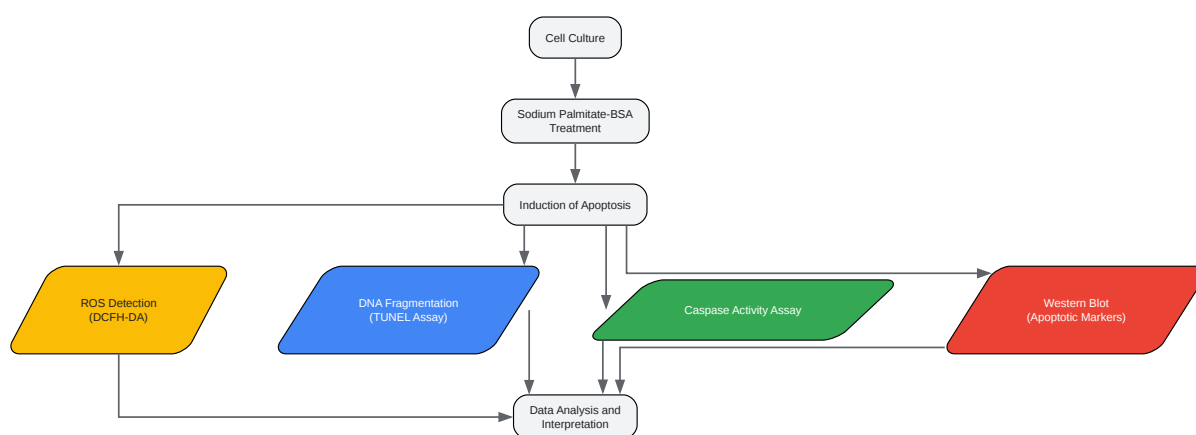 Cell Culture
Sodium Palmitate-BSA
Treatment
Induction of Apoptosis
ROS Detection
(DCFH-DA)
DNA Fragmentation
(TUNEL Assay)
Caspase Activity Assay
Western Blot
(Apoptotic Markers)
Data Analysis and
Interpretation